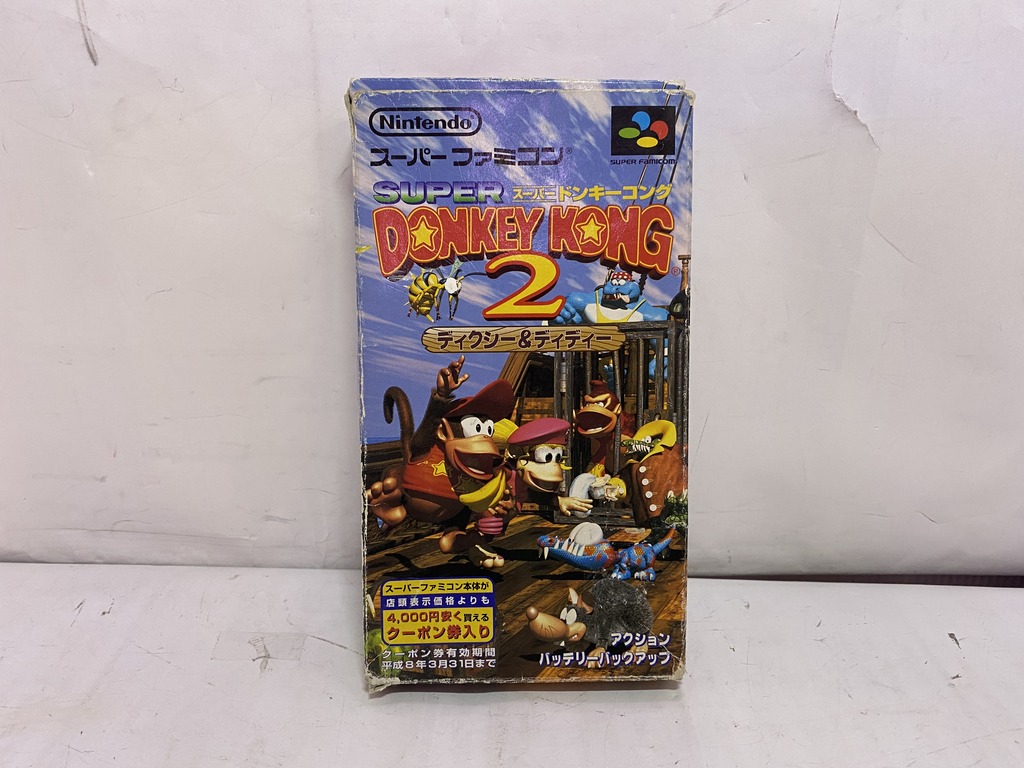 Nintendo®
スーパーファミコン®
SUPER FAMICOM
SUPER スーパードンキーコング
DONKEY KONG®
2
ディクシー&ディディー
スーパーファミコン本体が
店頭表示価格よりも
4,000円安く買える
クーポン券入り
クーポン券有効期間
平成8年3月31日まで
アクション
バッテリーバックアップ